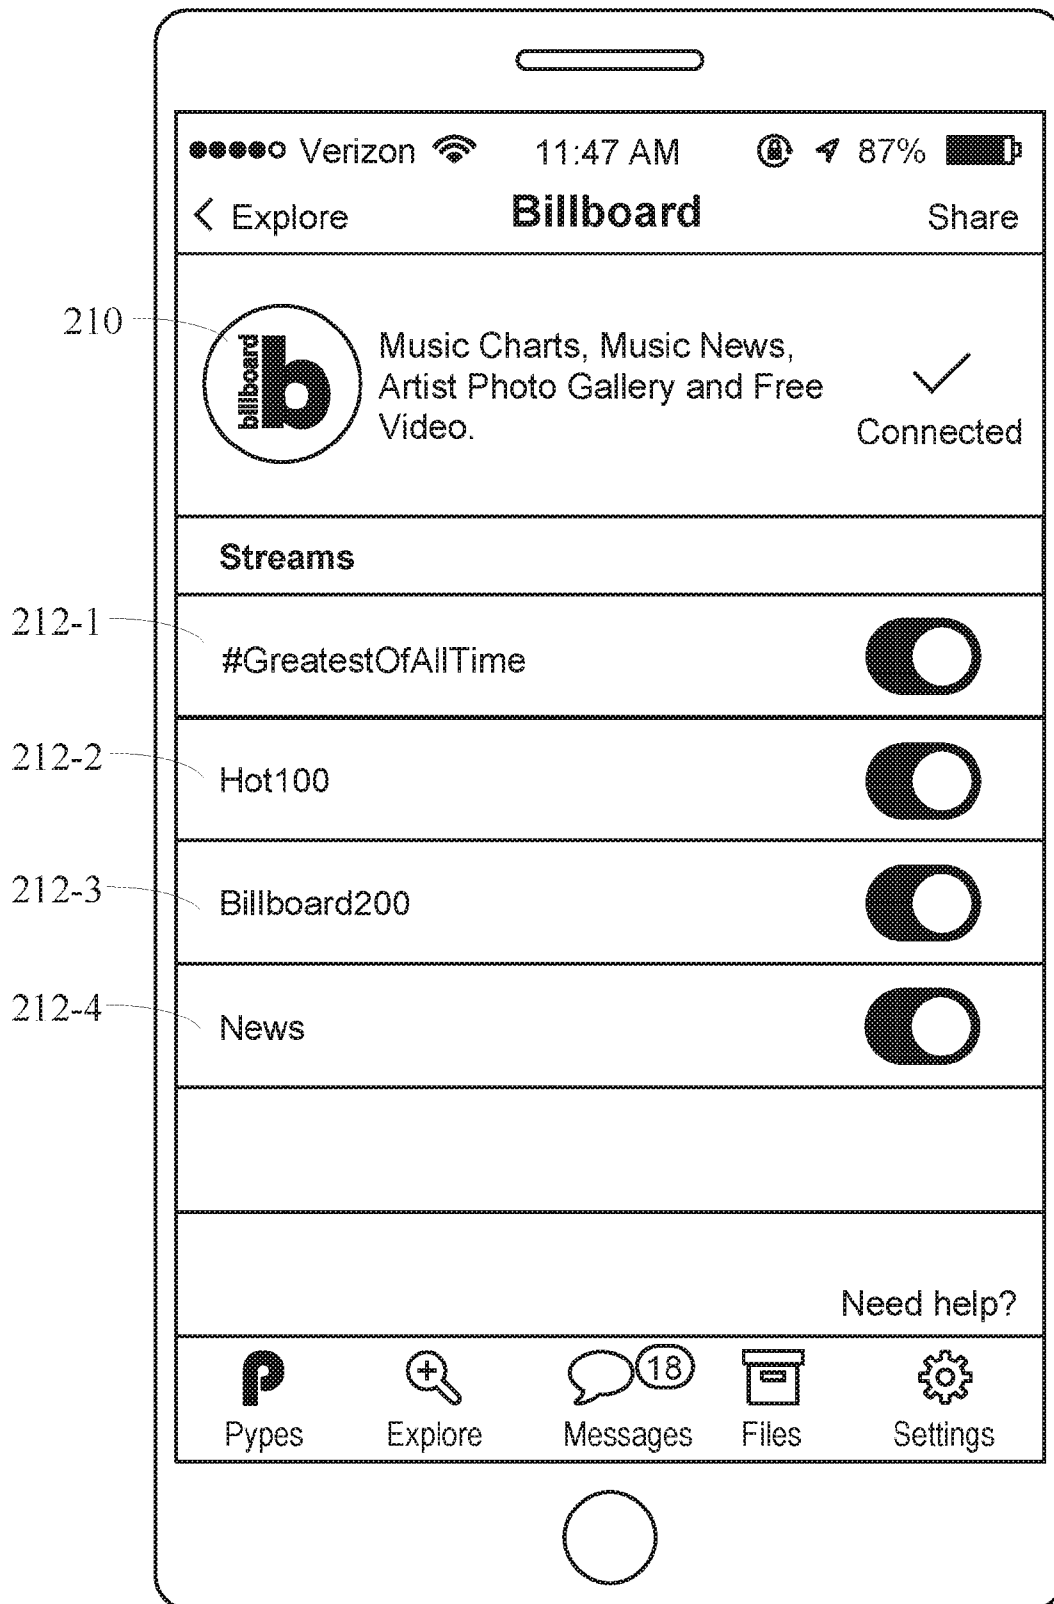 Verizon 11:47 AM 87%
Explore Billboard Share
210
billboard b
Music Charts, Music News,
Artist Photo Gallery and Free
Video.
Connected
Streams
212-1
#GreatestOfAllTime
212-2
Hot100
212-3
Billboard200
212-4
News
Need help?
18
Pypes Explore Messages Files Settings